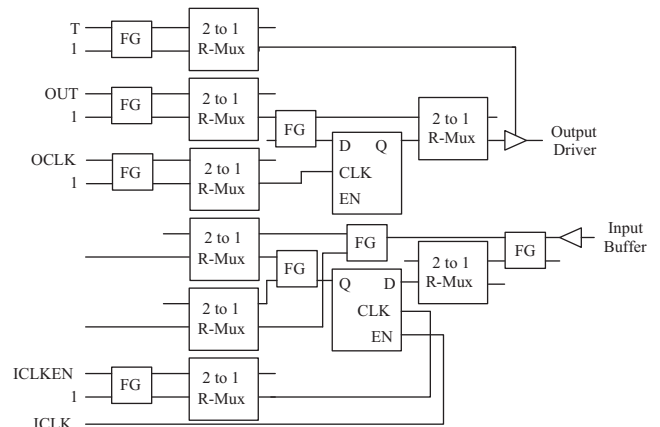 T
1
FG
2 to 1
R-Mux
OUT
1
FG
2 to 1
R-Mux
FG
2 to 1
R-Mux
Output
Driver
OCLK
1
FG
2 to 1
R-Mux
D Q
CLK
EN
2 to 1
R-Mux
FG
FG
Input
Buffer
FG
2 to 1
R-Mux
2 to 1
R-Mux
Q D
CLK
EN
ICLKEN
1
FG
2 to 1
R-Mux
ICLK